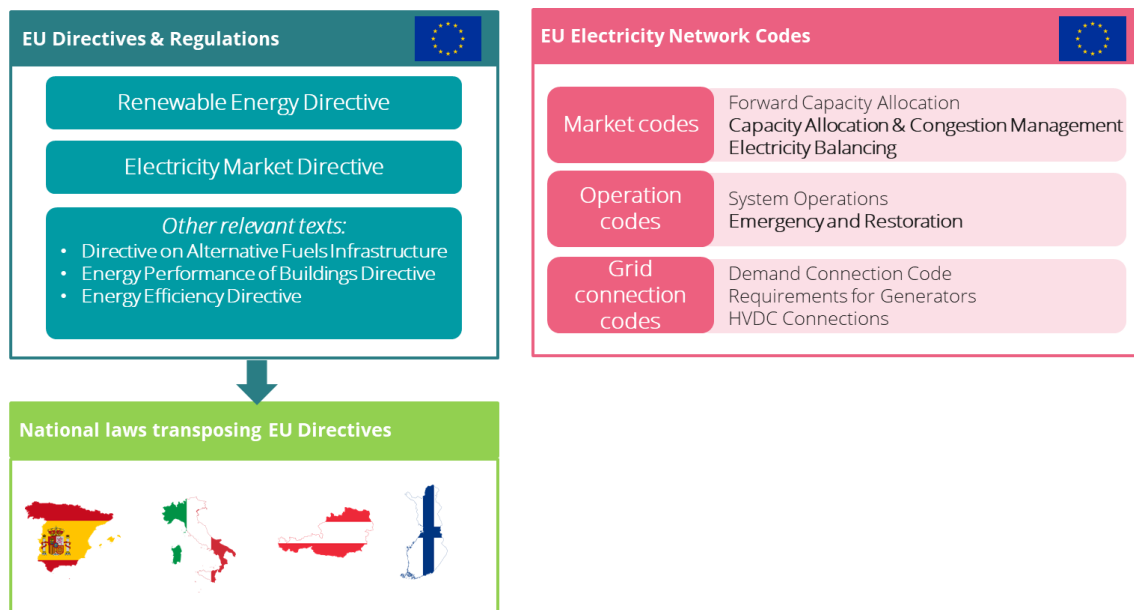 EU Directives & Regulations
Renewable Energy Directive
Electricity Market Directive
Other relevant texts:
• Directive on Alternative Fuels Infrastructure
• Energy Performance of Buildings Directive
• Energy Efficiency Directive
National laws transposing EU Directives
EU Electricity Network Codes
Market codes
Forward Capacity Allocation
Capacity Allocation & Congestion Management
Electricity Balancing
Operation
codes
System Operations
Emergency and Restoration
Grid
connection
codes
Demand Connection Code
Requirements for Generators
HVDC Connections